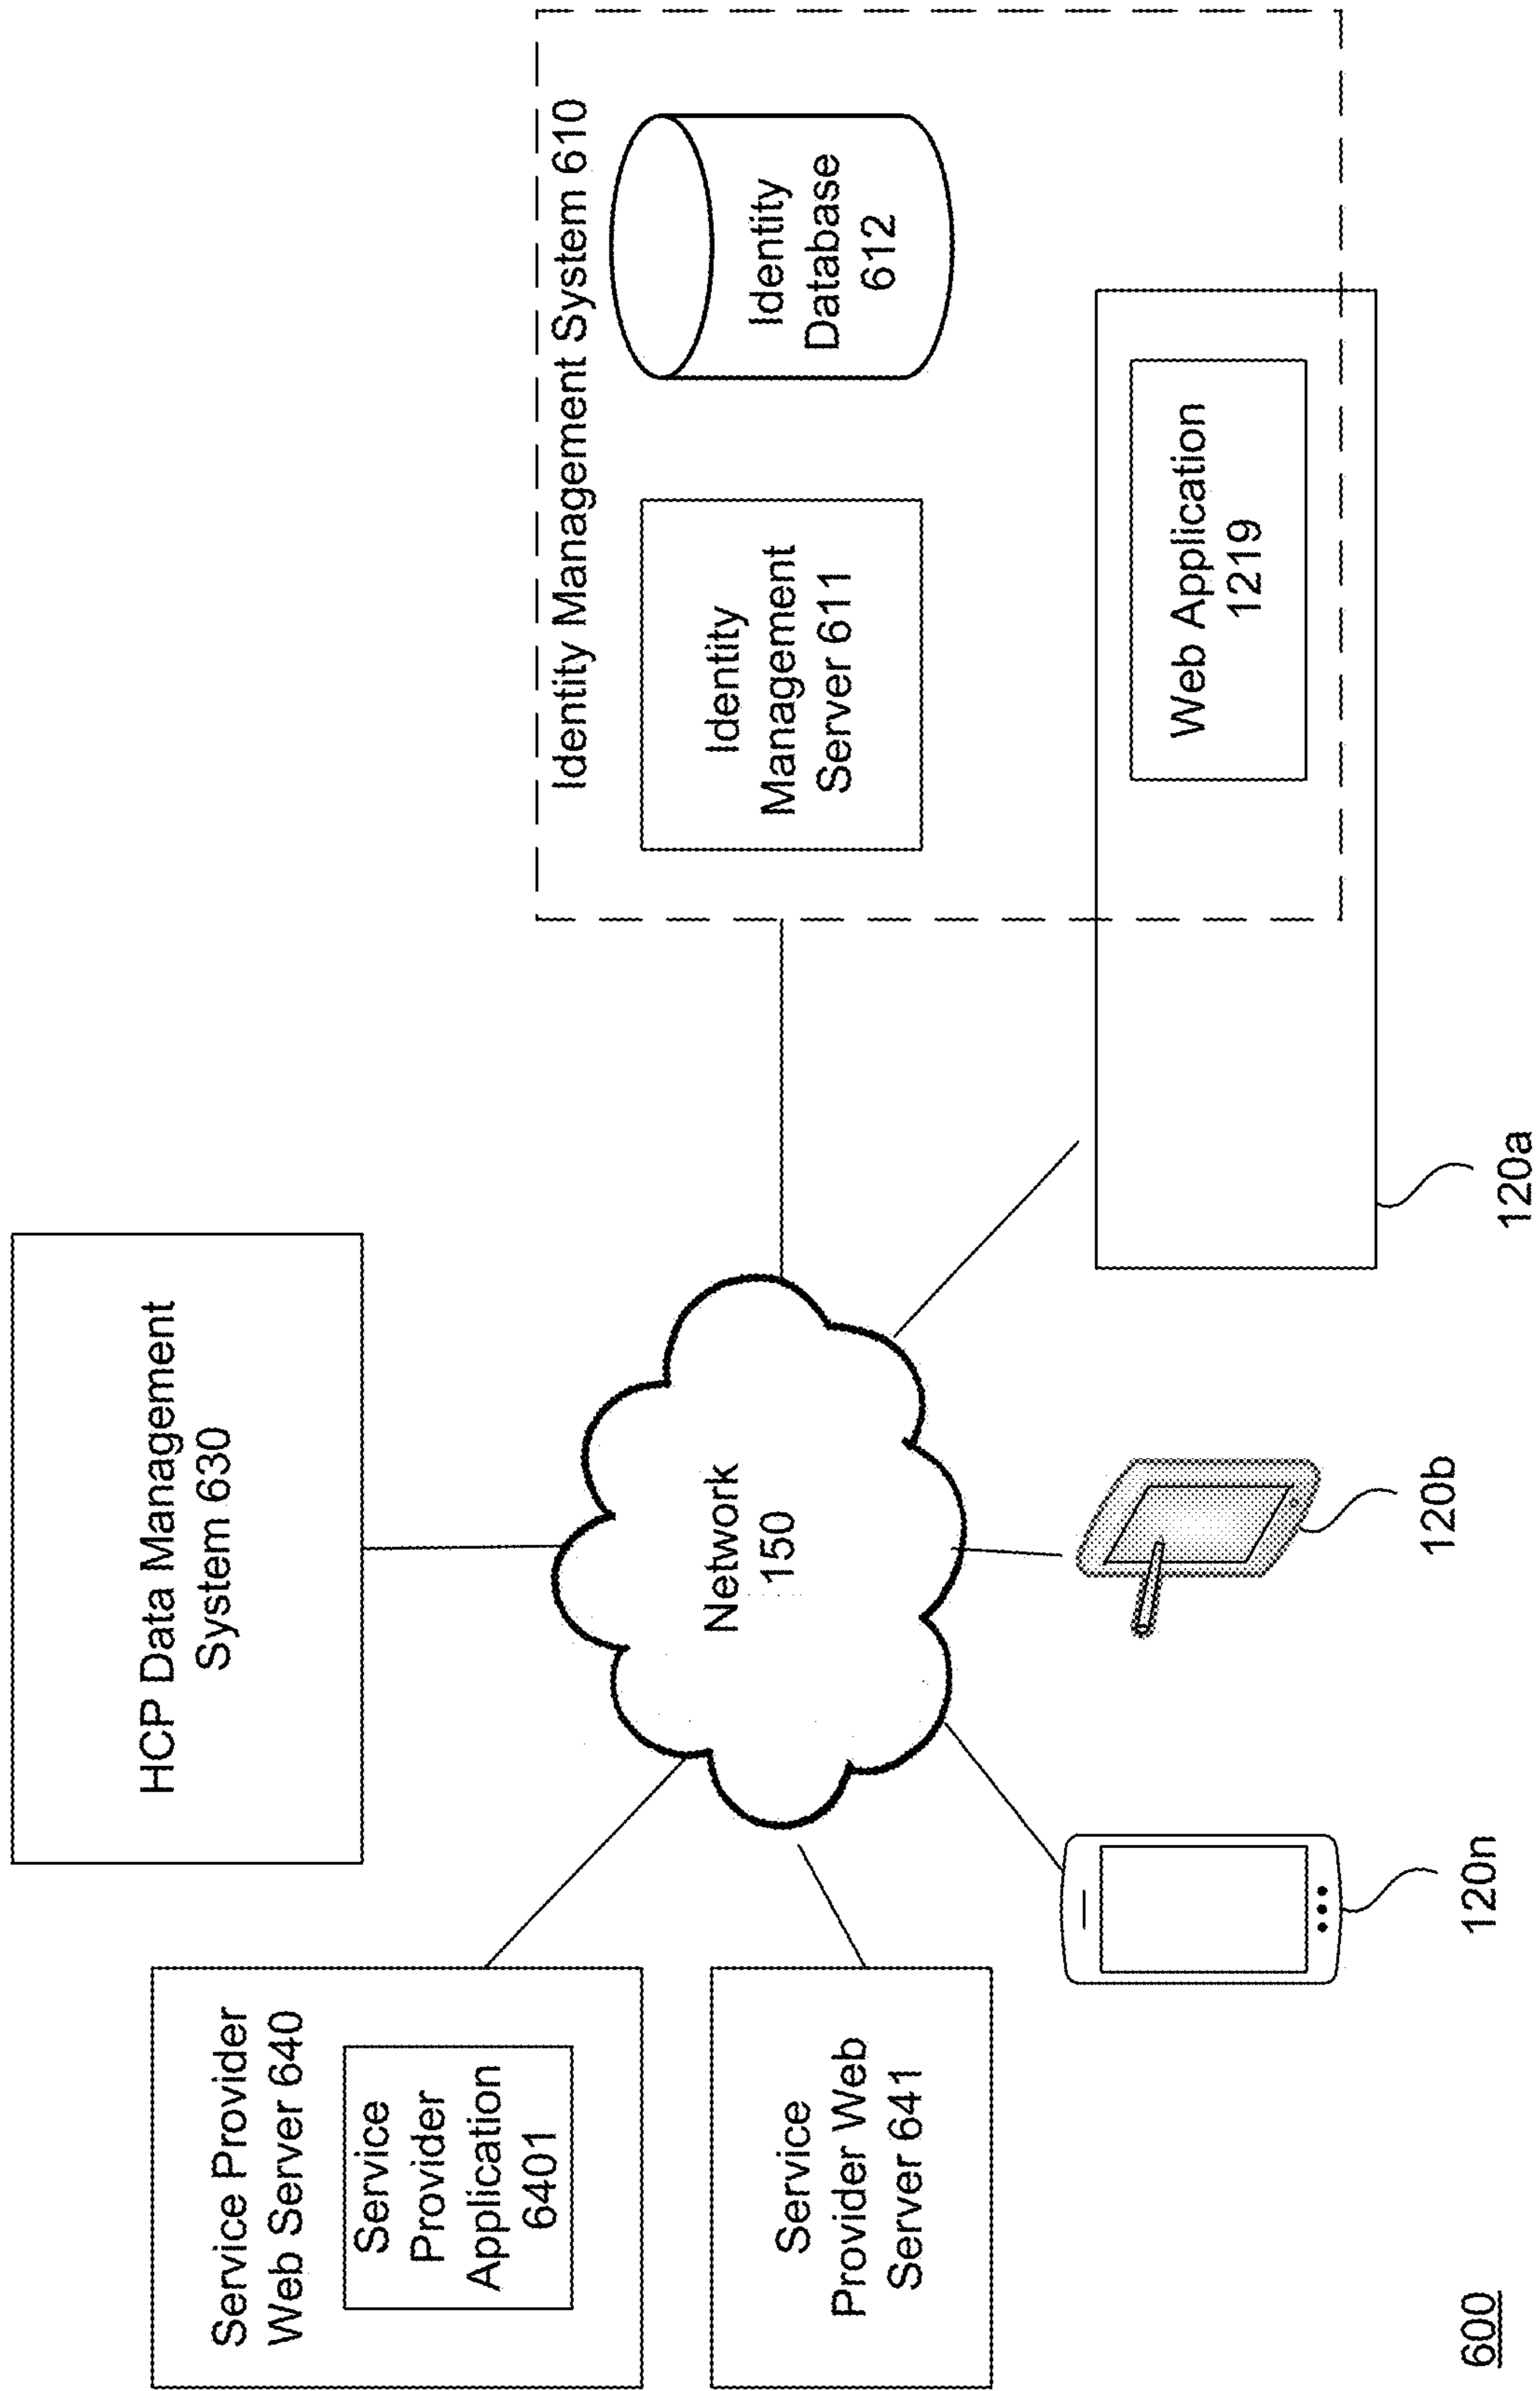 HCP Data Management
System 630
Service Provider
Web Server 640
Service
Provider
Application
6401
Service
Provider Web
Server 641
Network
150
Identity Management System 610
Identity
Management
Server 611
Identity
Database
612
Web Application
1219
120n
120b
120a
600